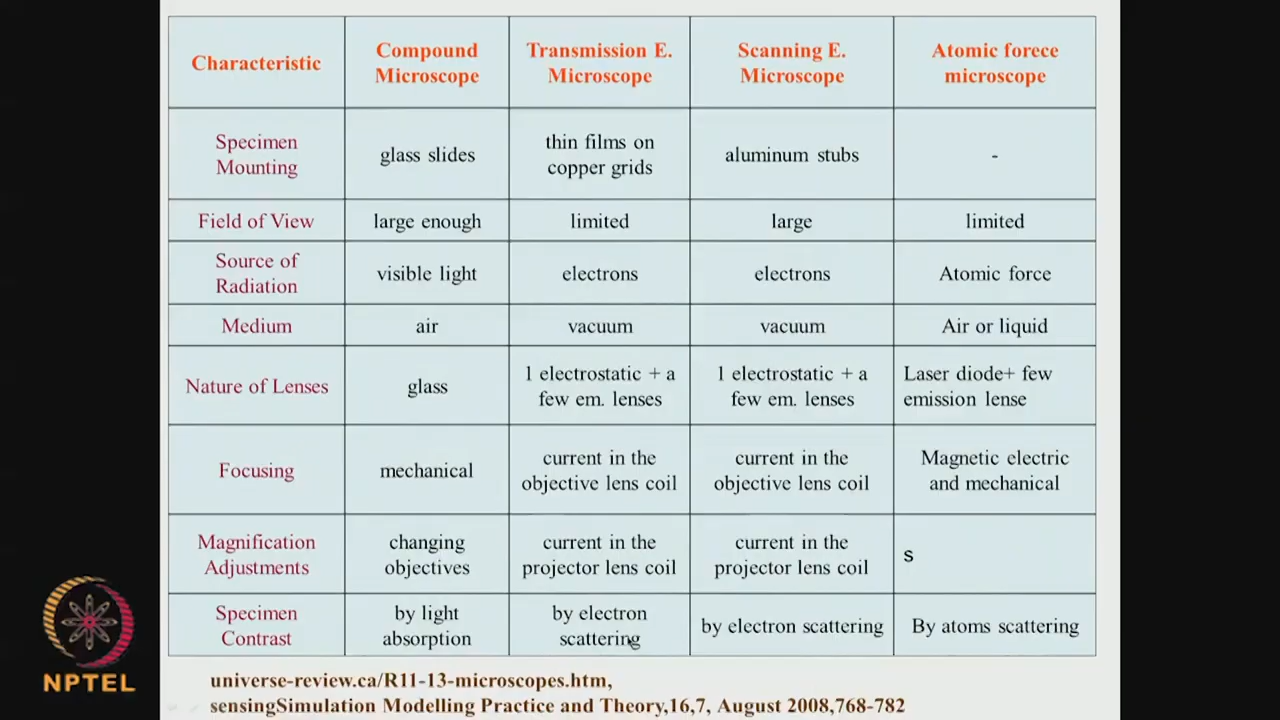 Characteristic
Compound
Microscope
Transmission E.
Microscope
Scanning E.
Microscope
Atomic forece
microscope
Specimen
Mounting
glass slides
thin films on
copper grids
aluminum stubs
-
Field of View
large enough
limited
large
limited
Source of
Radiation
visible light
electrons
electrons
Atomic force
Medium
air
vacuum
vacuum
Air or liquid
Nature of Lenses
glass
1 electrostatic + a
few em. lenses
1 electrostatic + a
few em. lenses
Laser diode+ few
emission lense
Focusing
mechanical
current in the
objective lens coil
current in the
objective lens coil
Magnetic electric
and mechanical
Magnification
Adjustments
changing
objectives
current in the
projector lens coil
current in the
projector lens coil
s
Specimen
Contrast
by light
absorption
by electron
scattering
by electron scattering
By atoms scattering
universe-review.ca/R11-13-microscopes.htm,
sensingSimulation Modelling Practice and Theory,16,7, August 2008,768-782
NPTEL